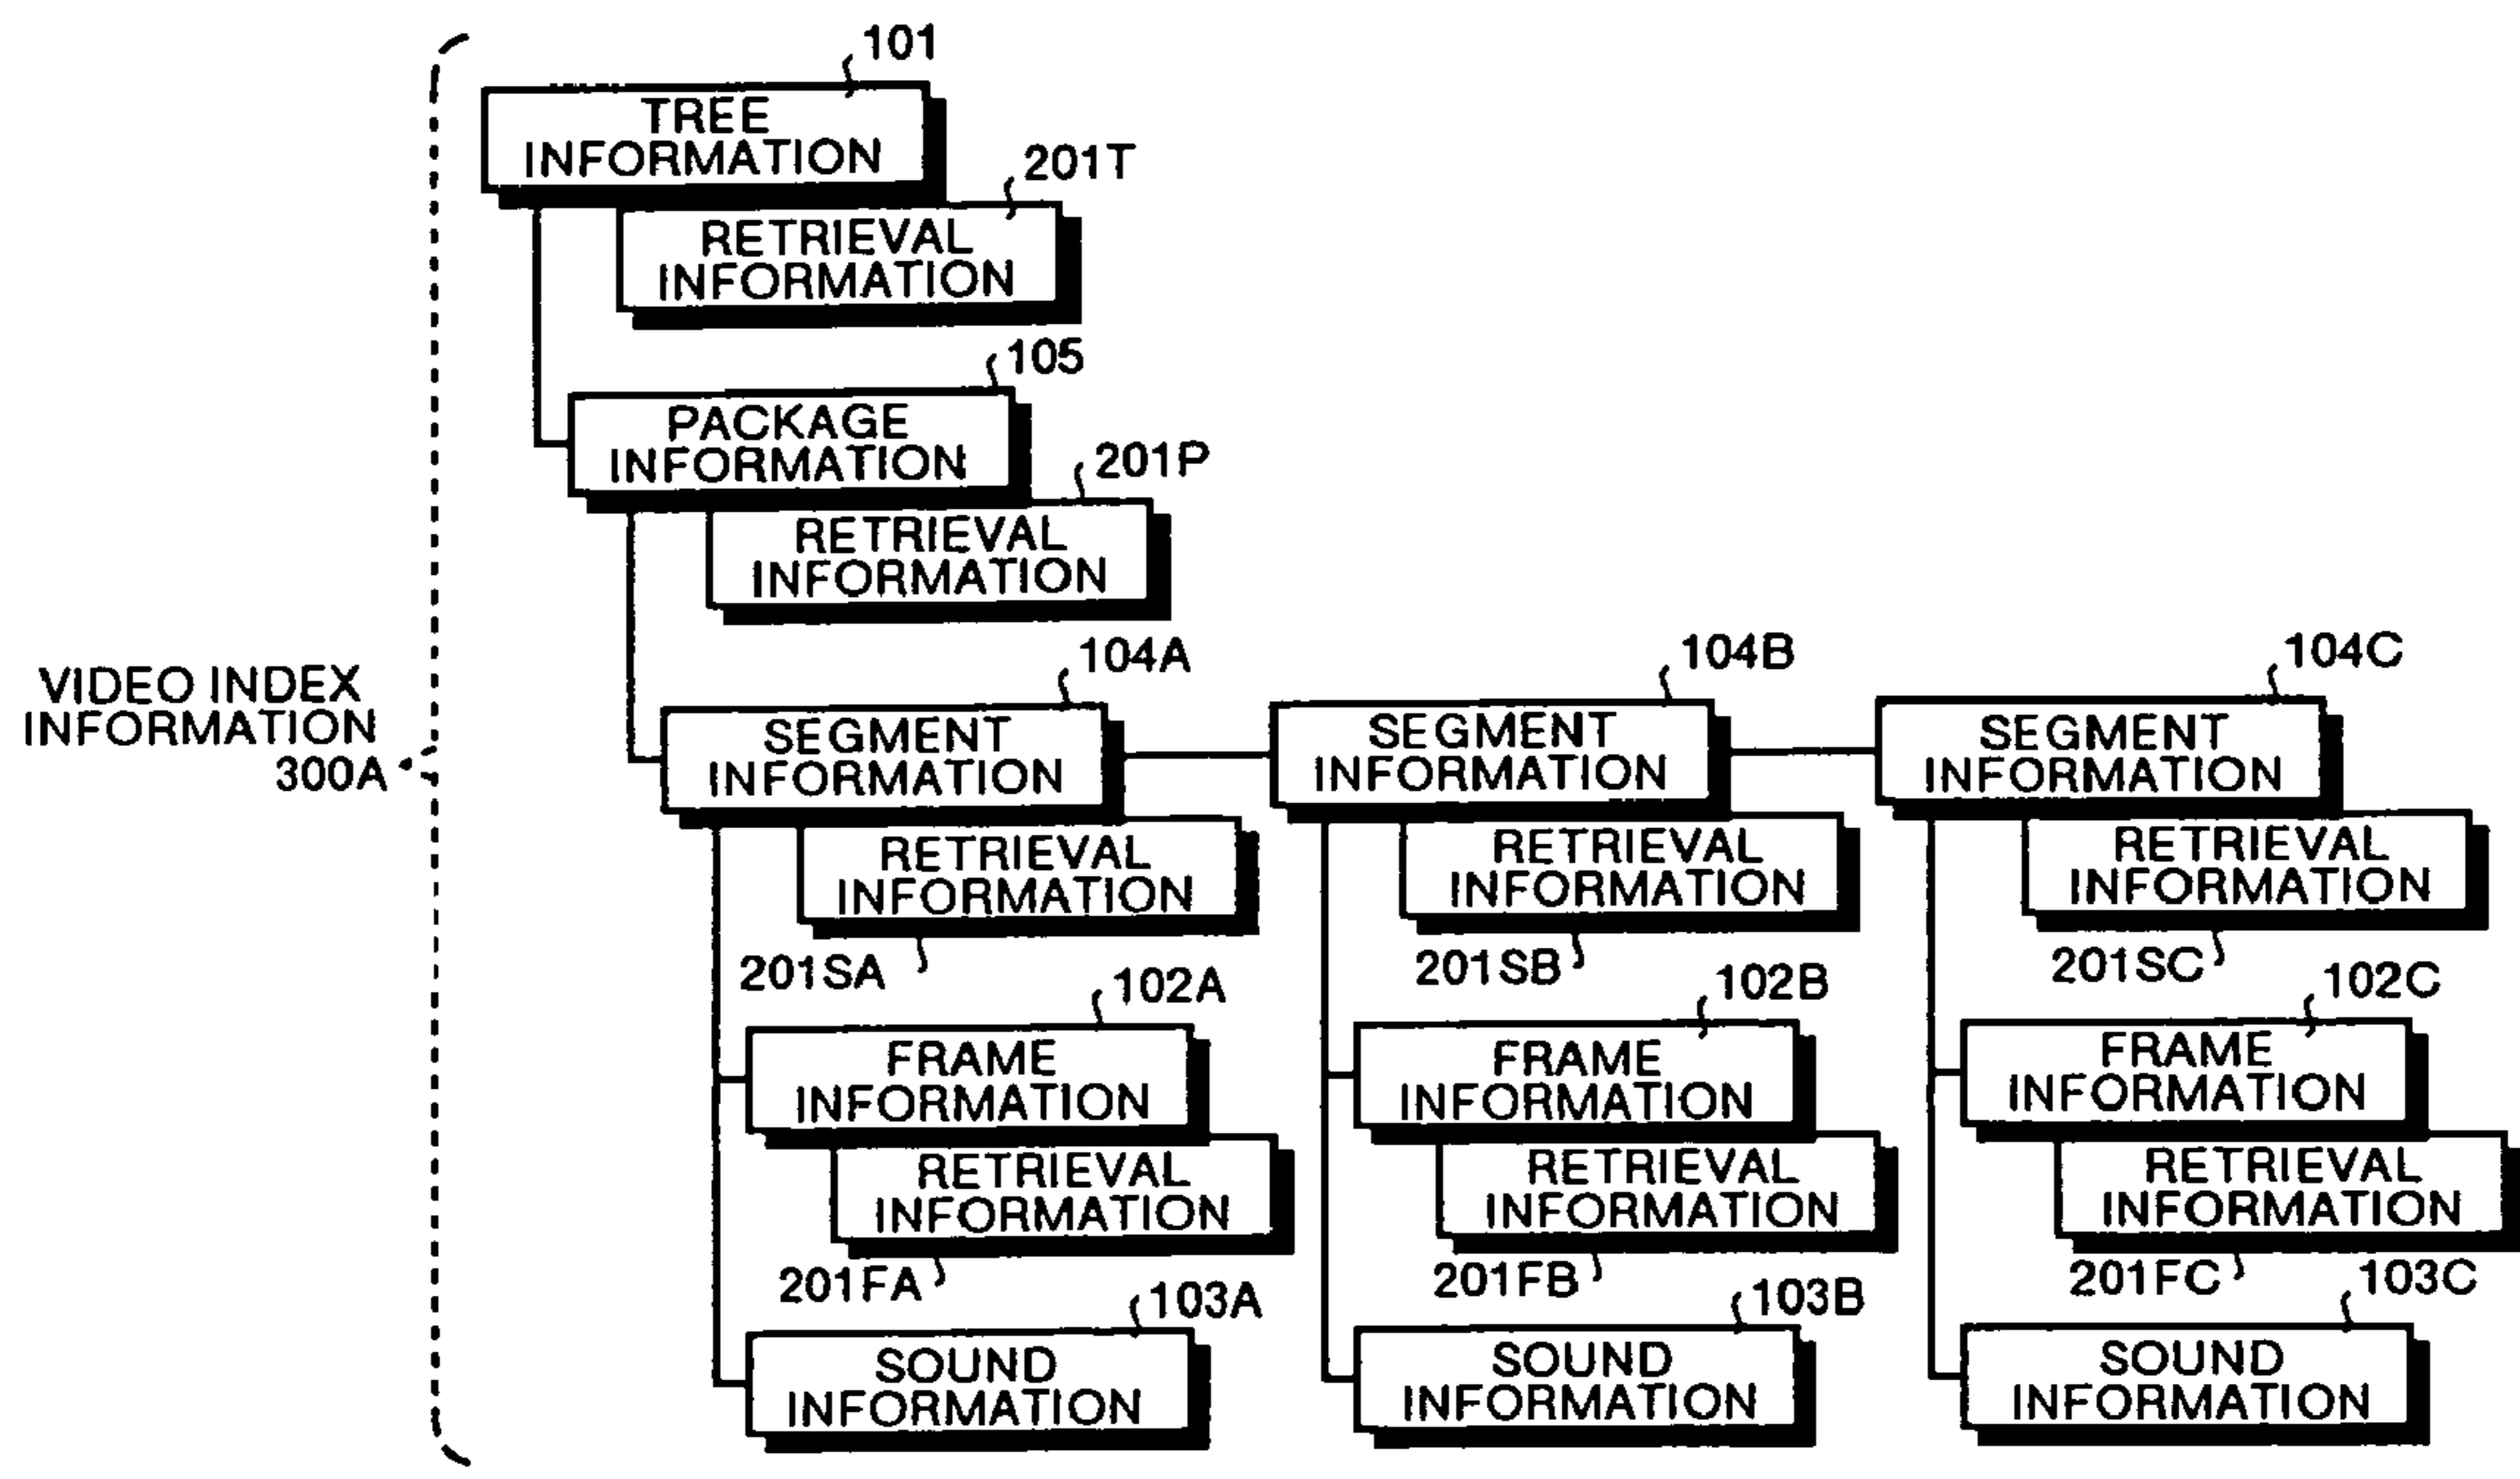 101
TREE
INFORMATION
201T
RETRIEVAL
INFORMATION
105
PACKAGE
INFORMATION
201P
RETRIEVAL
INFORMATION
VIDEO INDEX
INFORMATION
300A
104A
SEGMENT
INFORMATION
RETRIEVAL
INFORMATION
201SA
102A
FRAME
INFORMATION
RETRIEVAL
INFORMATION
201FA
103A
SOUND
INFORMATION
104B
SEGMENT
INFORMATION
RETRIEVAL
INFORMATION
201SB
102B
FRAME
INFORMATION
RETRIEVAL
INFORMATION
201FB
103B
SOUND
INFORMATION
104C
SEGMENT
INFORMATION
RETRIEVAL
INFORMATION
201SC
102C
FRAME
INFORMATION
RETRIEVAL
INFORMATION
201FC
103C
SOUND
INFORMATION